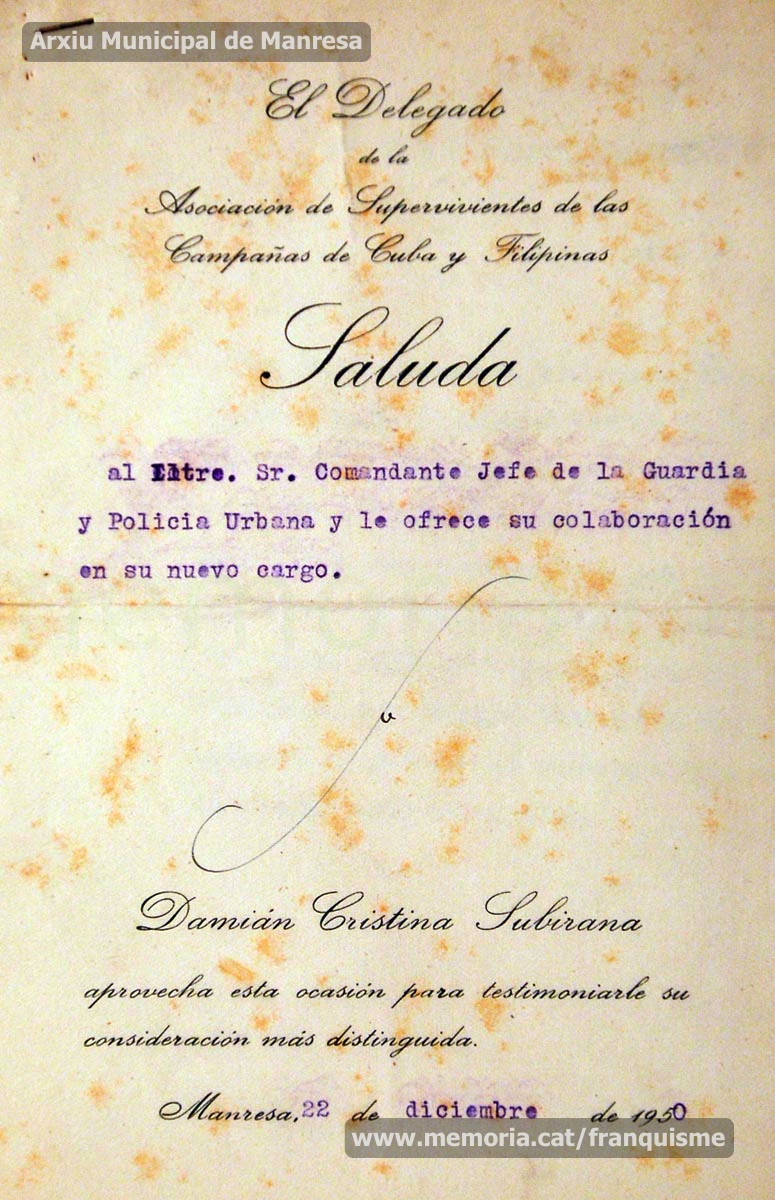 Arxiu Municipal de Manresa
El Delegado
de la
Asociación de Supervivientes de las
Campañas de Cuba y Filipinas
Saluda
al Iltre. Sr. Comandante Jefe de la Guardia
y Policia Urbana y le ofrece su colaboración
en su nuevo cargo.
Damián Cristina Subirana
aprovecha esta ocasión para testimoniarle su
consideración más distinguida.
Manresa, 22 de diciembre de 1950
www.memoria.cat/franquisme